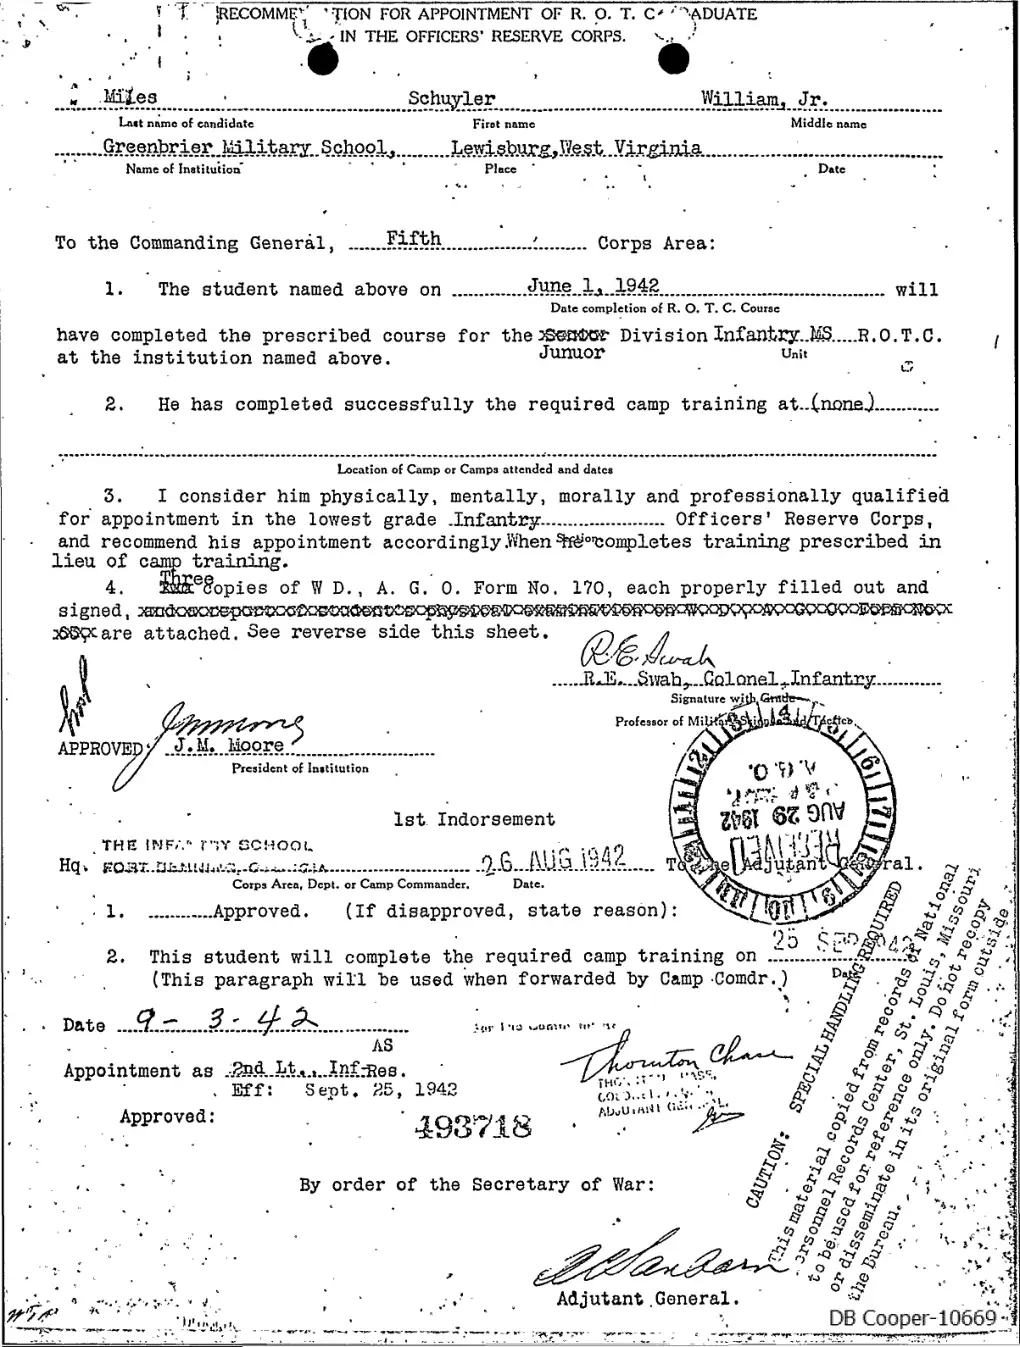 RECOMME TION FOR APPOINTMENT OF R. O. T. C. ADUATE
IN THE OFFICERS' RESERVE CORPS.
Miles Schuyler William, Jr.
Last name of candidate First name Middle name
Greenbrier Military School, Lewisburg, West Virginia
Name of Institution Place Date
To the Commanding General, Fifth Corps Area:
1. The student named above on June 1, 1942 will
Date completion of R. O. T. C. Course
have completed the prescribed course for the Senior Division Infantry MS R.O.T.C.
at the institution named above. Junuor Unit
2. He has completed successfully the required camp training at (none)
Location of Camp or Camps attended and dates
3. I consider him physically, mentally, morally and professionally qualified
for appointment in the lowest grade Infantry Officers' Reserve Corps,
and recommend his appointment accordingly When completes training prescribed in
lieu of camp training.
4. Three copies of W D., A. G. O. Form No. 170, each properly filled out and
signed,
are attached. See reverse side this sheet.
R.E. Swab
R.E. Swab, Colonel, Infantry
Signature with Grade
Professor of Military Science and Tactics
APPROVED: J.M. Moore
President of Institution
RECEIVED
AUG 29 1942
A. G. O.
1st Indorsement
THE INFANTRY SCHOOL
Hq. FORT BENNING, GEORGIA 26 AUG 1942 To The Adjutant General.
Corps Area, Dept. or Camp Commander. Date.
1. Approved. (If disapproved, state reason):
2. This student will complete the required camp training on 25 SEP 1942
(This paragraph will be used when forwarded by Camp Comdr.) Date
Date 9-3-42
AS
Appointment as 2nd Lt., Inf-Res.
Eff: Sept. 25, 1942
Thornton Chase
ADJUTANT GENERAL
Approved: 493718
By order of the Secretary of War:
Adjutant General.
CAUTION: SPECIAL HANDLING REQUIRED
This material copied from records of National
Personnel Records Center, St. Louis, Missouri
to be used for reference only. Do not recopy
or disseminate in its original form outside
the Bureau.
DB Cooper-10669